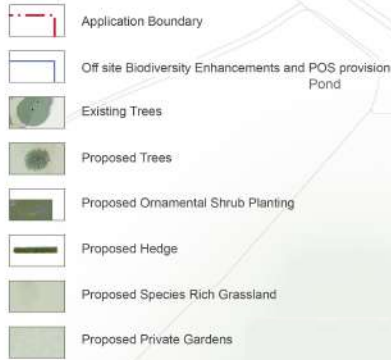 Application Boundary
Off site Biodiversity Enhancements and POS provision
Pond
Existing Trees
Proposed Trees
Proposed Ornamental Shrub Planting
Proposed Hedge
Proposed Species Rich Grassland
Proposed Private Gardens